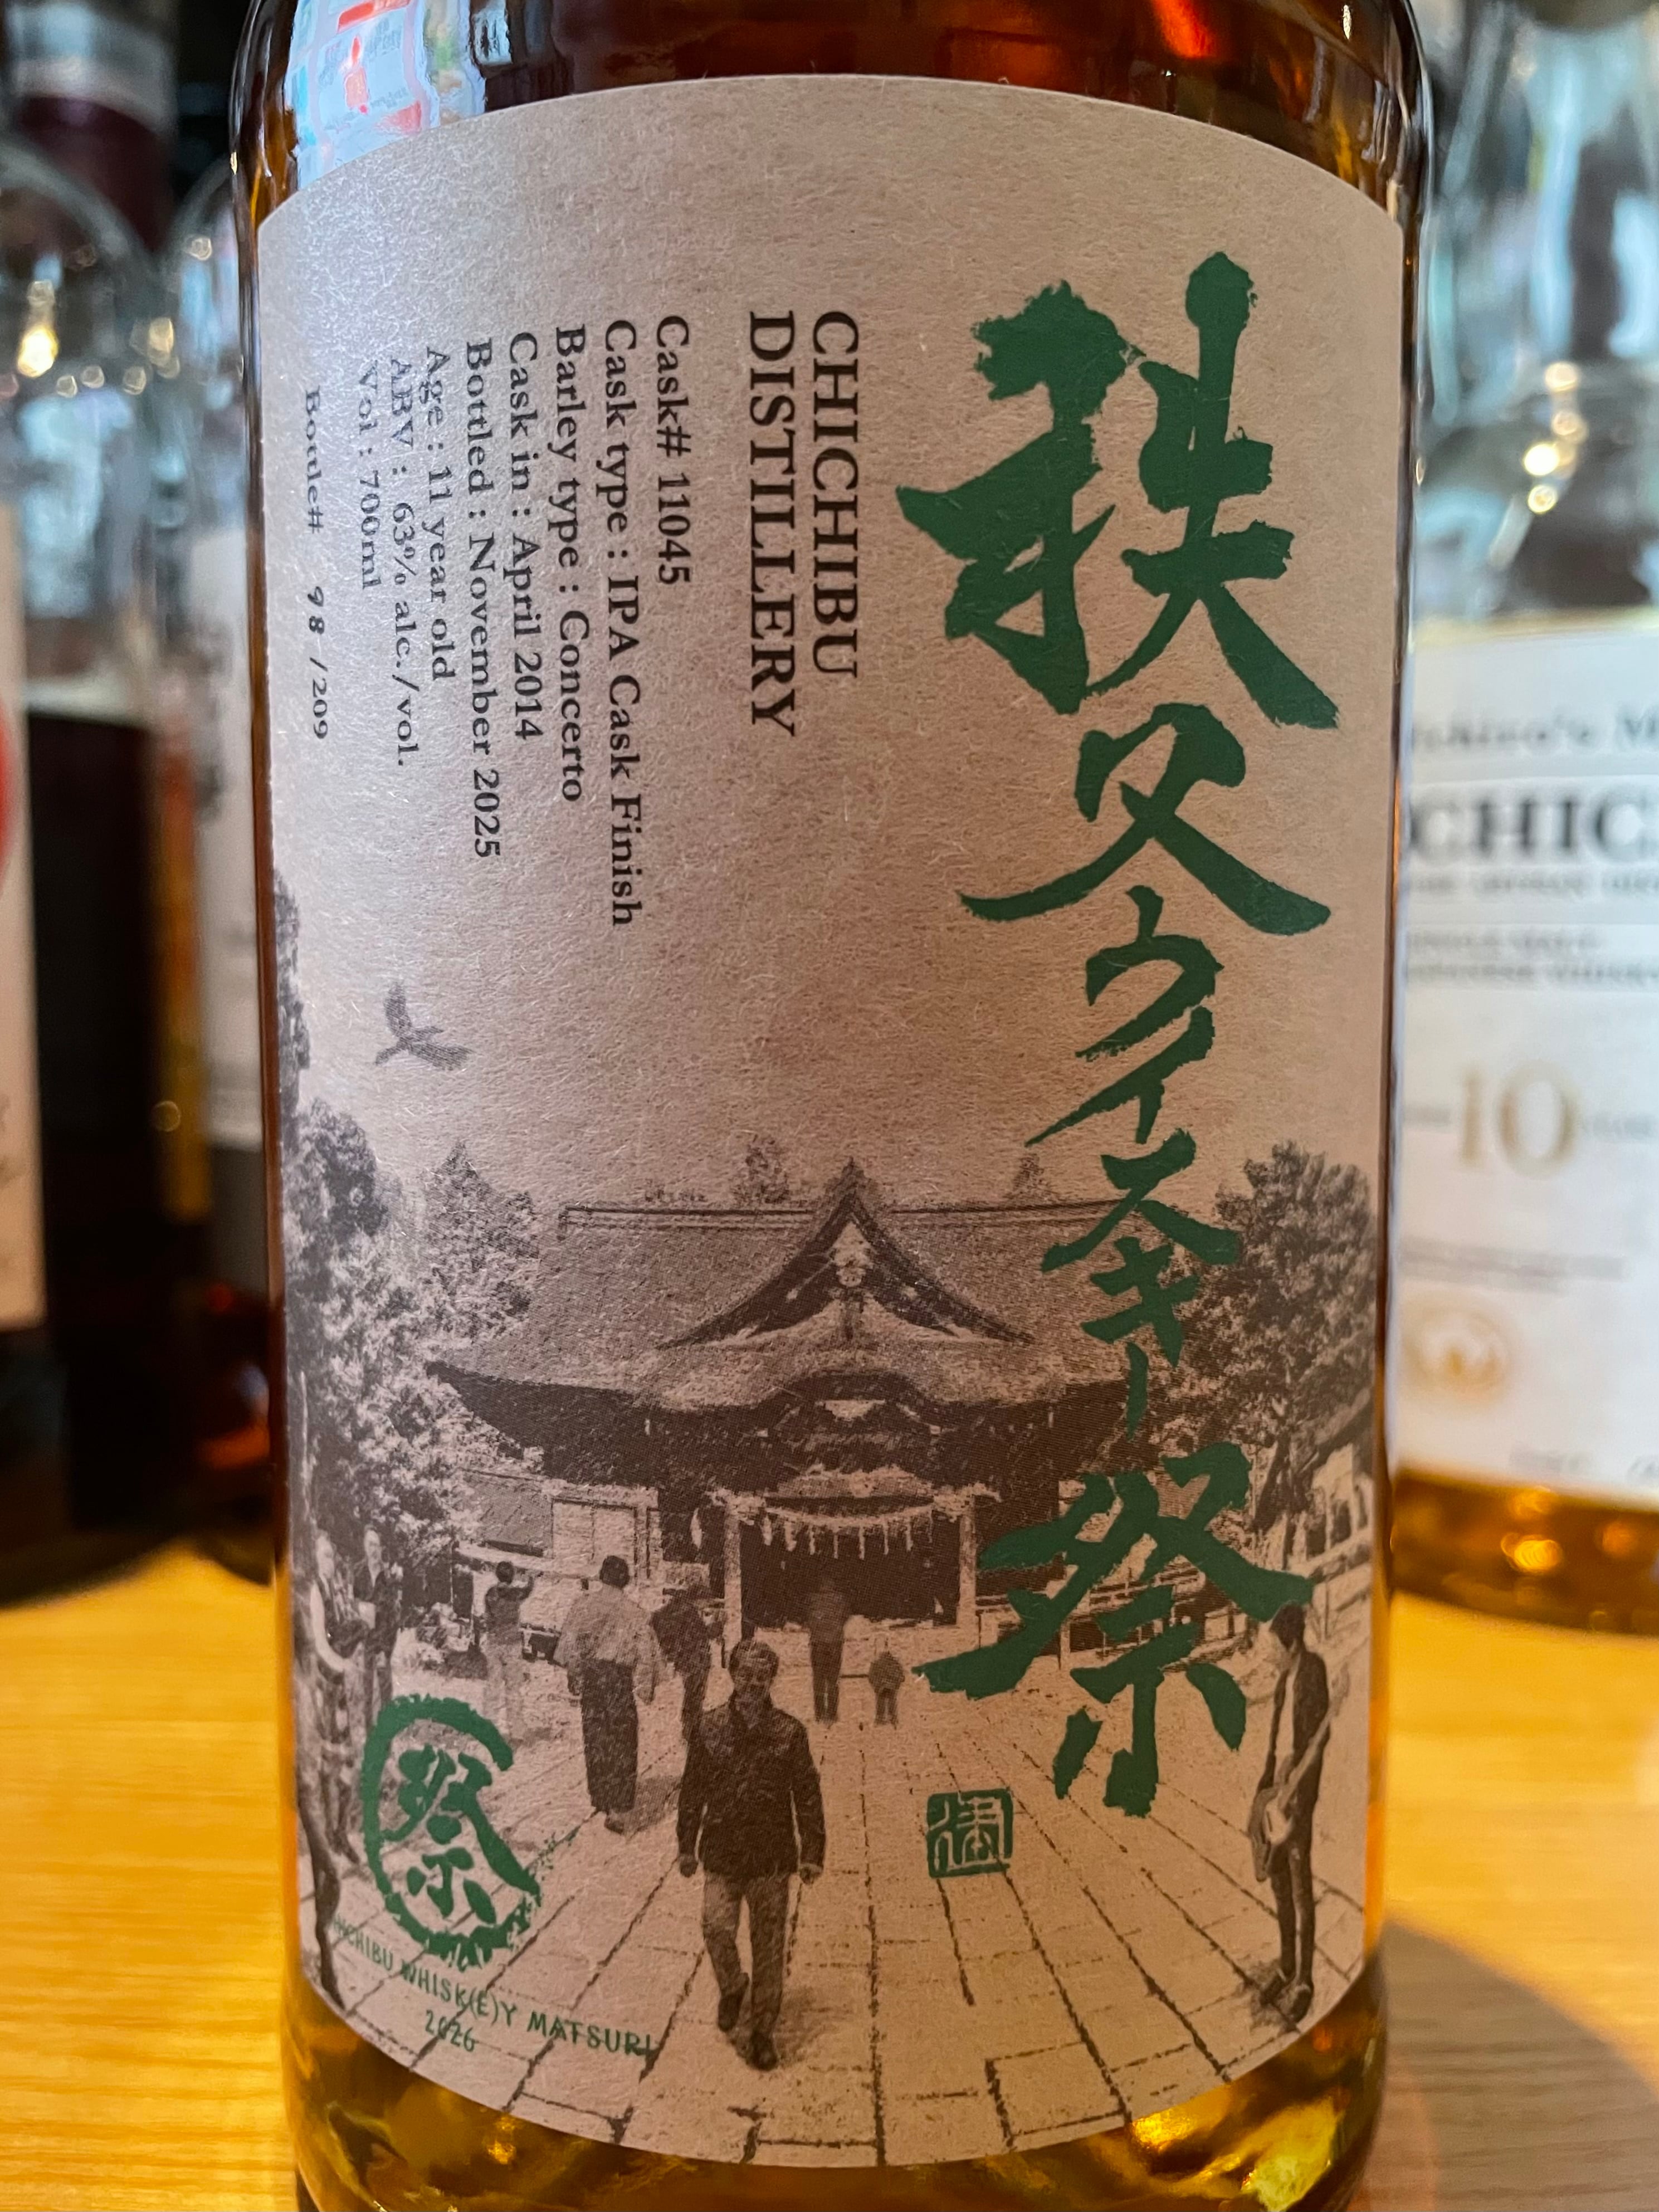 秩父ウイスキー祭
CHICHIBU
DISTILLERY
Cask# 11045
Cask type : IPA Cask Finish
Barley type : Concerto
Cask in : April 2014
Bottled : November 2025
Age : 11 year old
ABV : 63% alc./vol.
Vol : 700ml
Bottle# 98 /209
祭
CHICHIBU WHISK(E)Y MATSURI
2026
CHIC
10